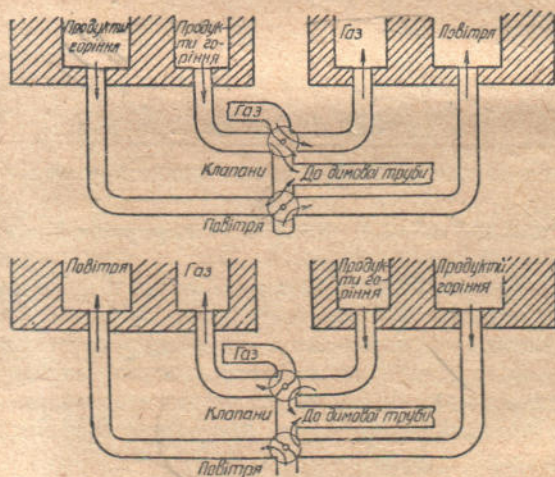 Продукти
горіння
Продук-
ти го-
ріння
Газ
Повітря
Газ
Клапани
До димової труби
Повітря
Повітря
Газ
Продук-
ти го-
ріння
Продукти
горіння
Газ
Клапани
До димової труби
Повітря